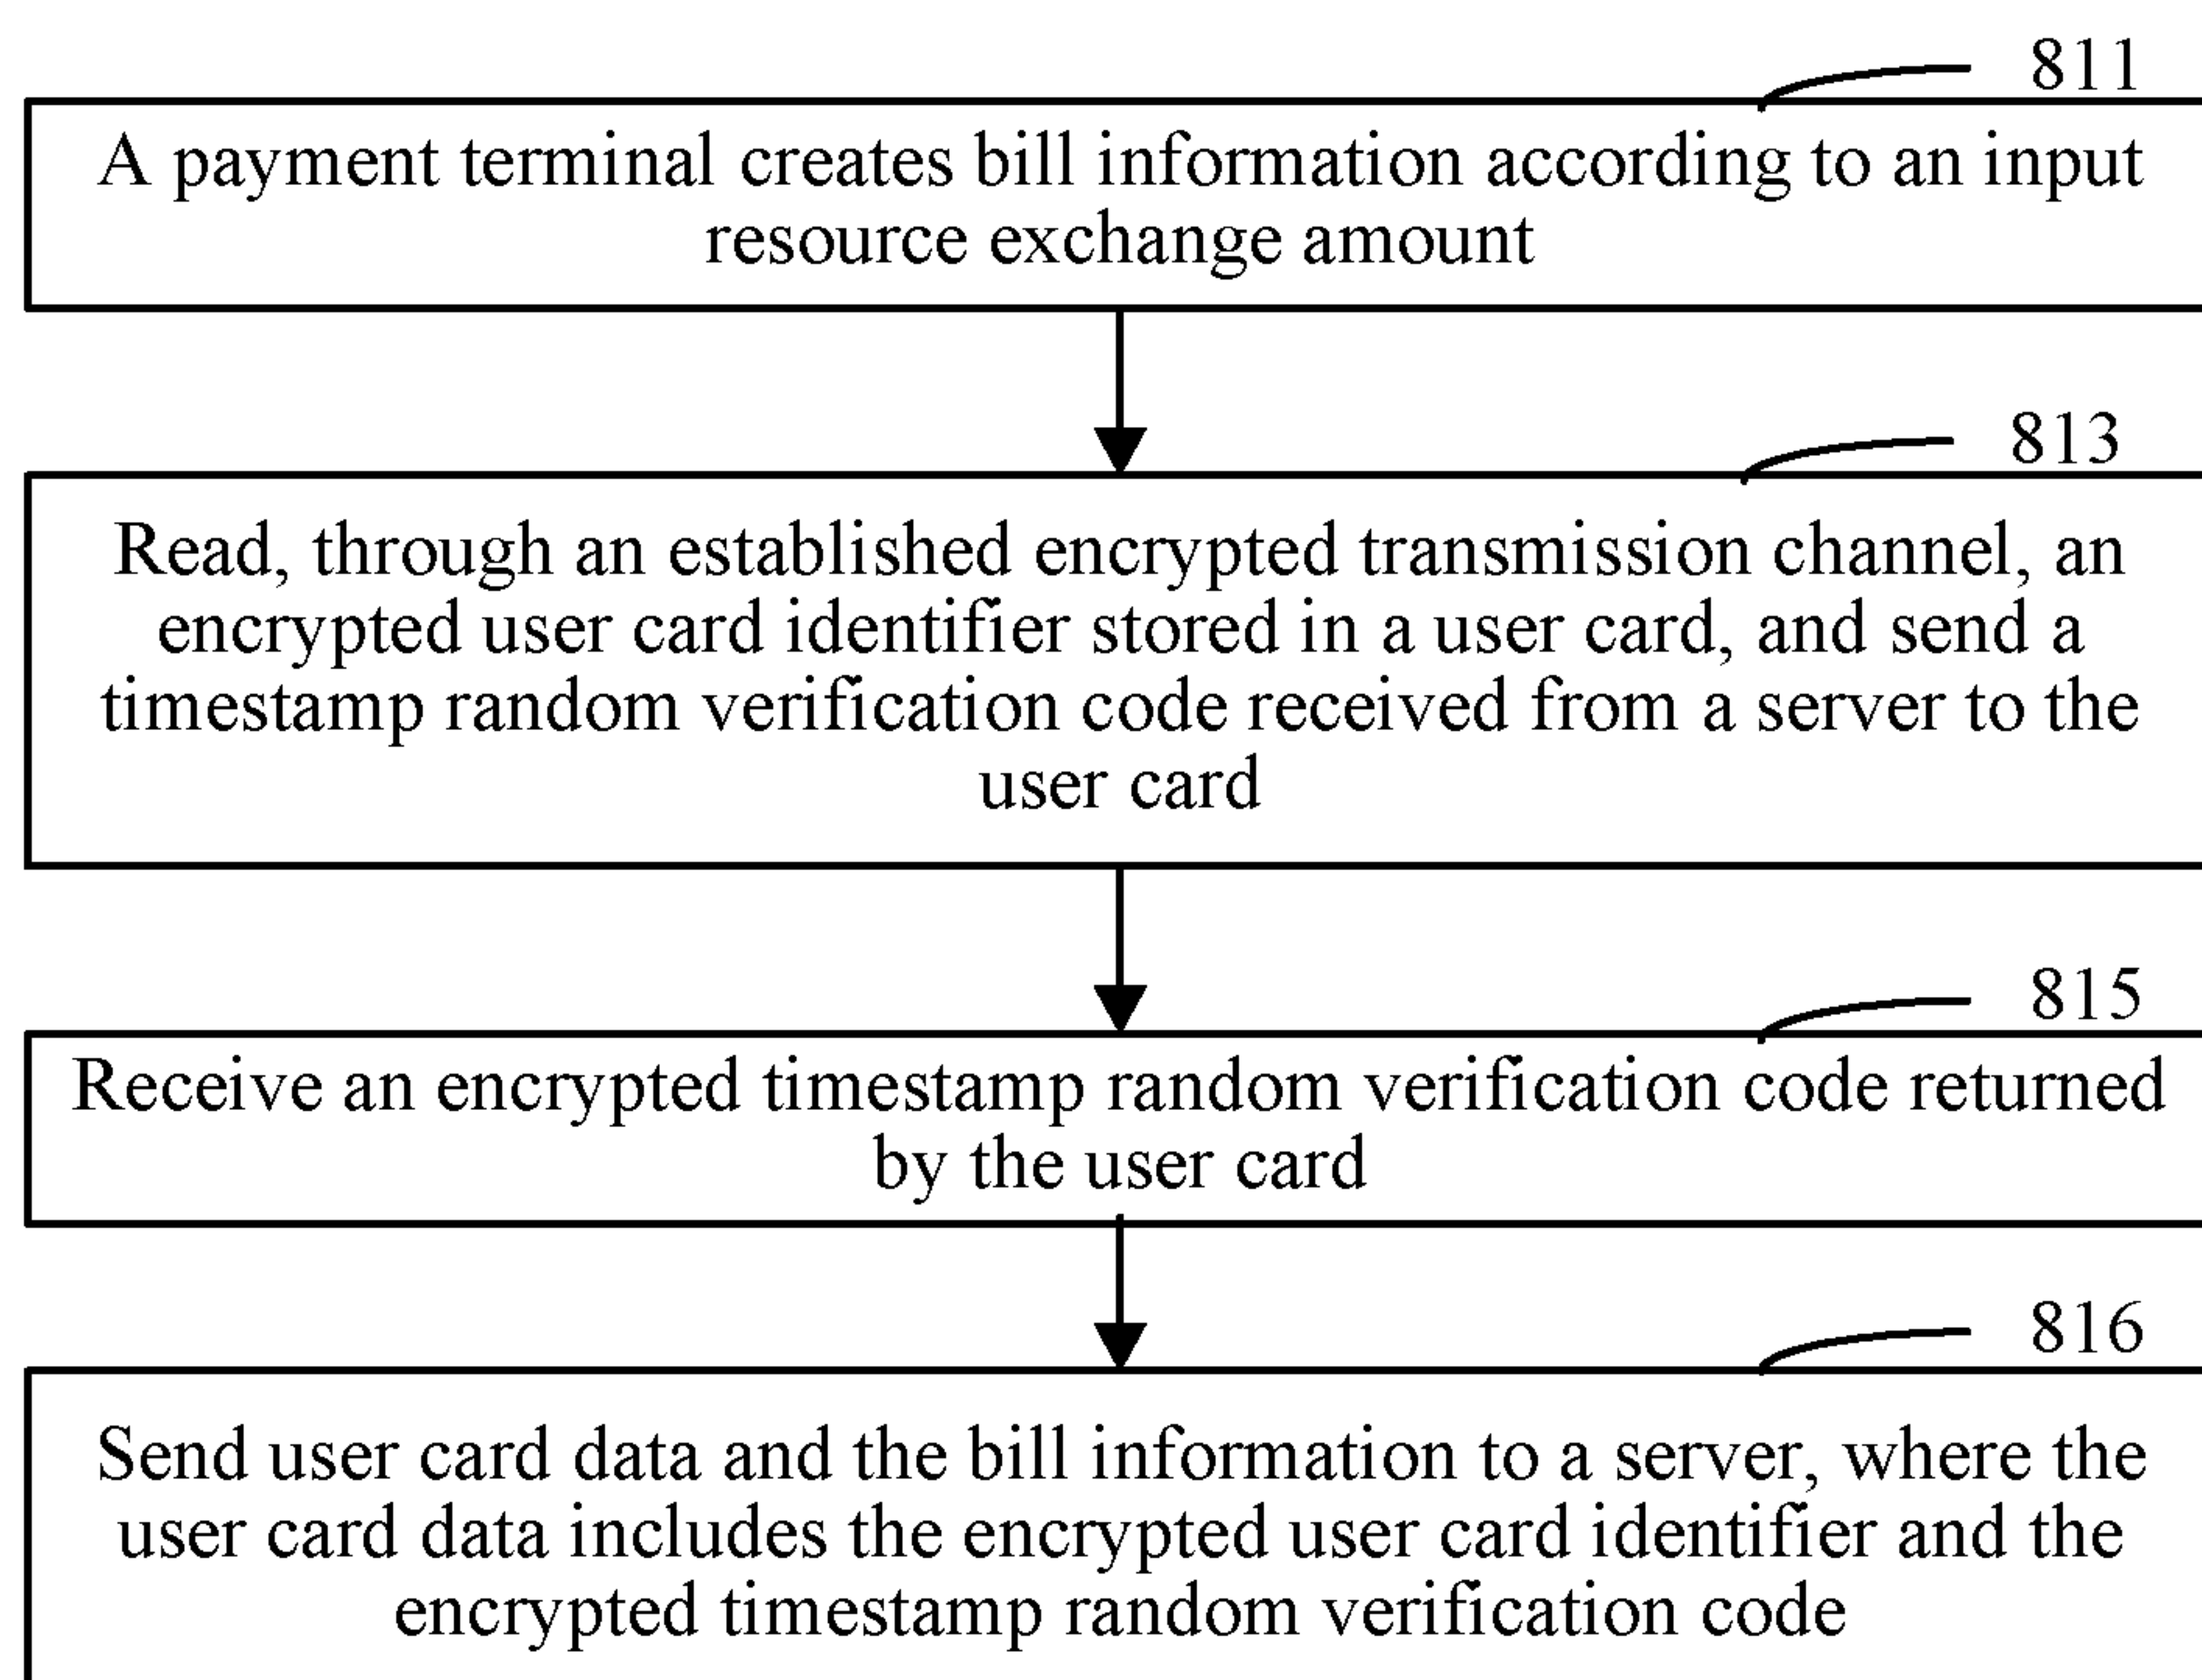 811
A payment terminal creates bill information according to an input
resource exchange amount
813
Read, through an established encrypted transmission channel, an
encrypted user card identifier stored in a user card, and send a
timestamp random verification code received from a server to the
user card
815
Receive an encrypted timestamp random verification code returned
by the user card
816
Send user card data and the bill information to a server, where the
user card data includes the encrypted user card identifier and the
encrypted timestamp random verification code